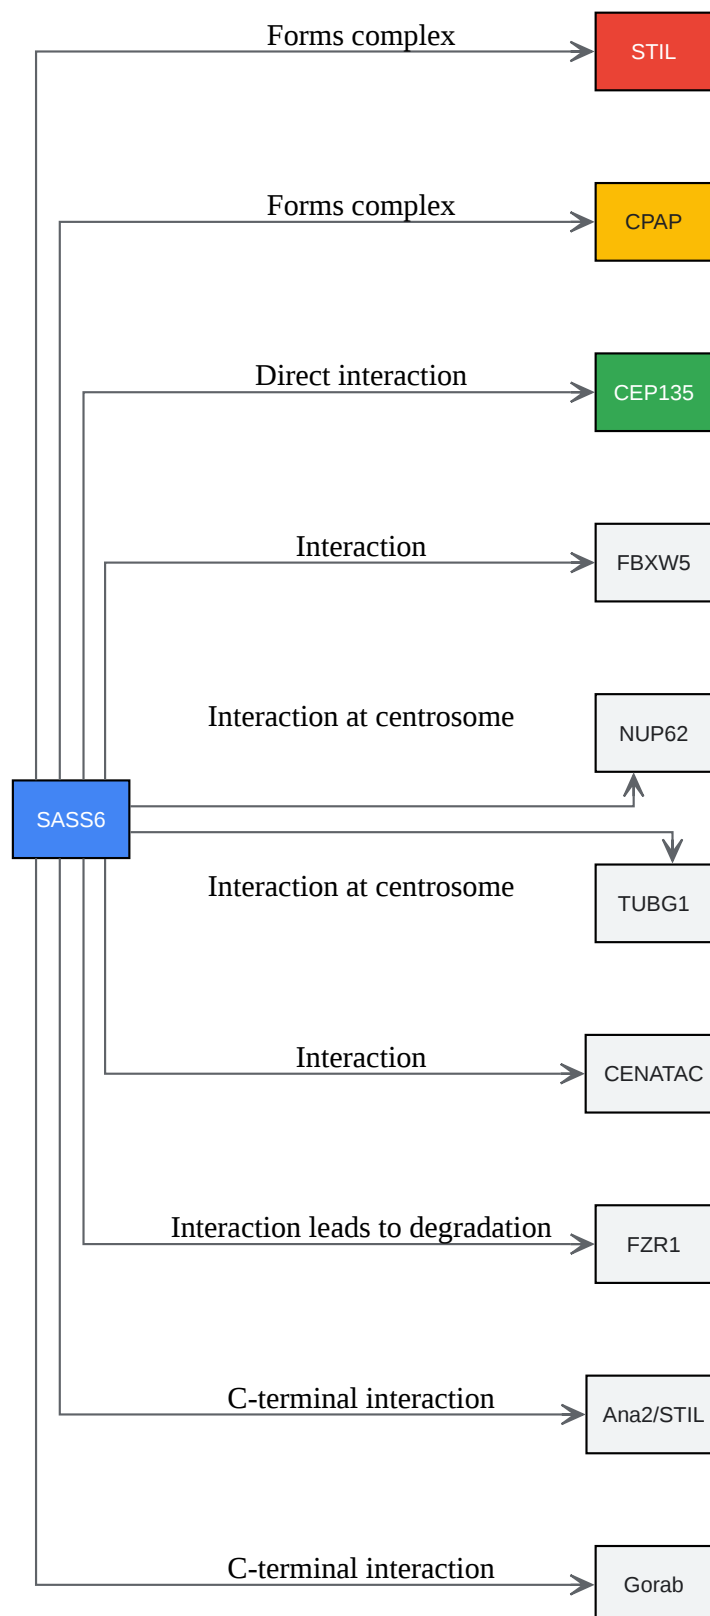 Forms complex
STIL
Forms complex
CPAP
Direct interaction
CEP135
Interaction
FBXW5
Interaction at centrosome
NUP62
SASS6
Interaction at centrosome
TUBG1
Interaction
CENATAC
Interaction leads to degradation
FZR1
C-terminal interaction
Ana2/STIL
C-terminal interaction
Gorab